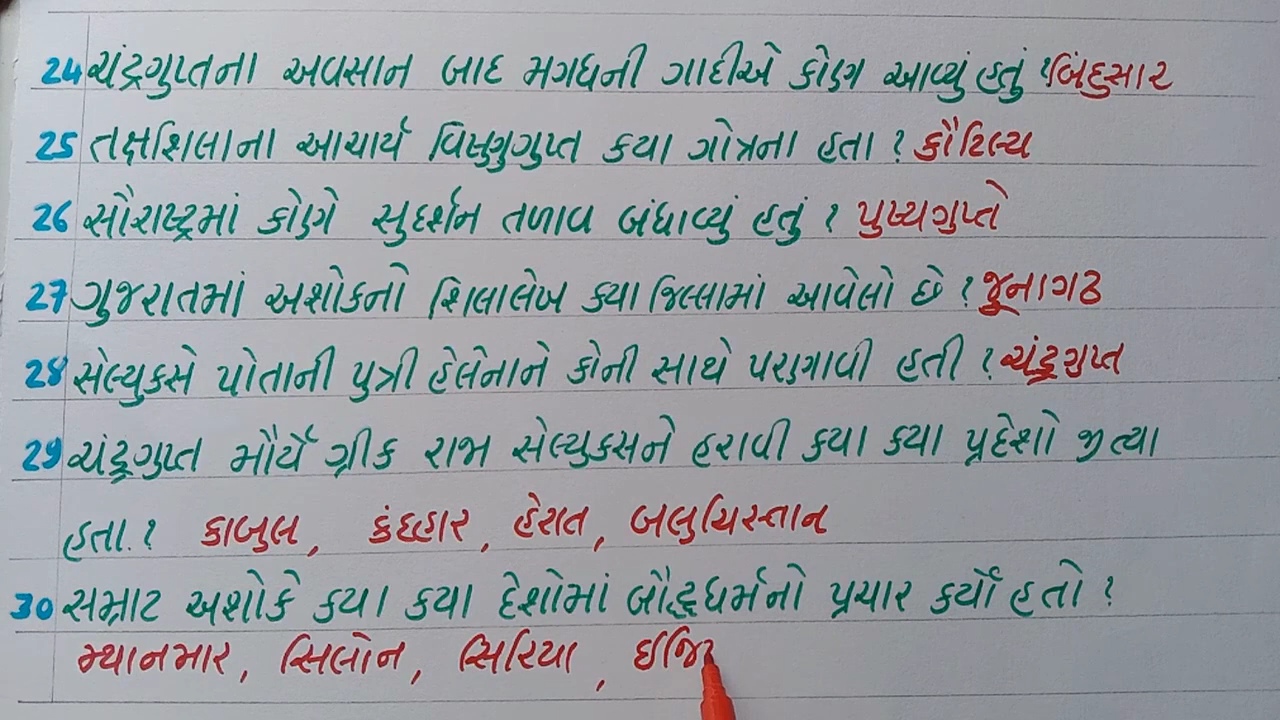 24 ચંદ્રગુપ્તના અવસાન બાદ મગધની ગાદીએ કોણ આવ્યું હતું ? બિંદુસાર
25 તક્ષશિલાના આચાર્ય વિષ્ણુગુપ્ત કયા ગોત્રના હતા ? કૌટિલ્ય
26 સૌરાષ્ટ્રમાં કોણે સુદર્શન તળાવ બંધાવ્યું હતું ? પુષ્યગુપ્તે
27 ગુજરાતમાં અશોકનો શિલાલેખ કયા જિલ્લામાં આવેલો છે ? જૂનાગઢ
28 સેલ્યુકસે પોતાની પુત્રી હેલેનાને કોની સાથે પરણાવી હતી ? ચંદ્રગુપ્ત
29 ચંદ્રગુપ્ત મૌર્યે ગ્રીક રાજા સેલ્યુકસને હરાવી કયા કયા પ્રદેશો જીત્યા
હતા. ? કાબુલ, કંદહાર, હેરાત, બલુચિસ્તાન
30 સમ્રાટ અશોકે કયા કયા દેશોમાં બૌદ્ધધર્મનો પ્રચાર કર્યો હતો ?
મ્યાનમાર, સિલોન, સિરિયા, ઈજિ